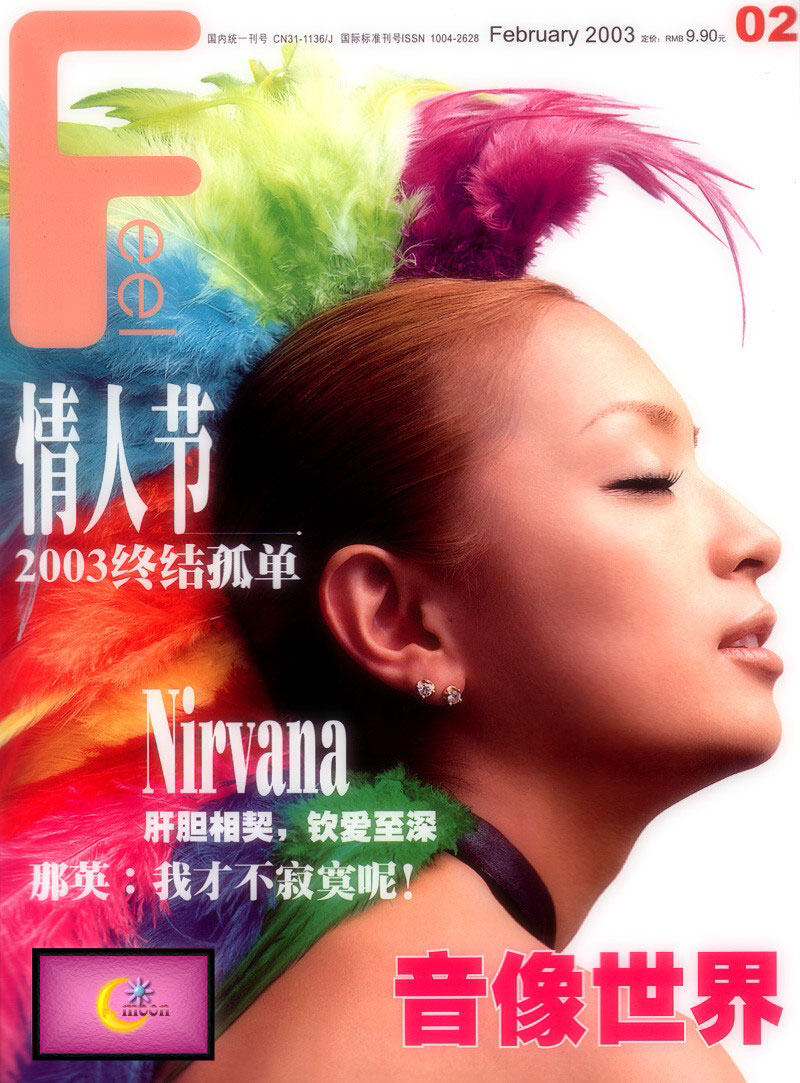 国内统一刊号 CN31-1136/J 国际标准刊号ISSN 1004-2628 February 2003 定价: RMB 9.90元
02
Feel
情人节
2003终结孤单
Nirvana
肝胆相契，钦爱至深
那英：我才不寂寞呢！
moon
音像世界